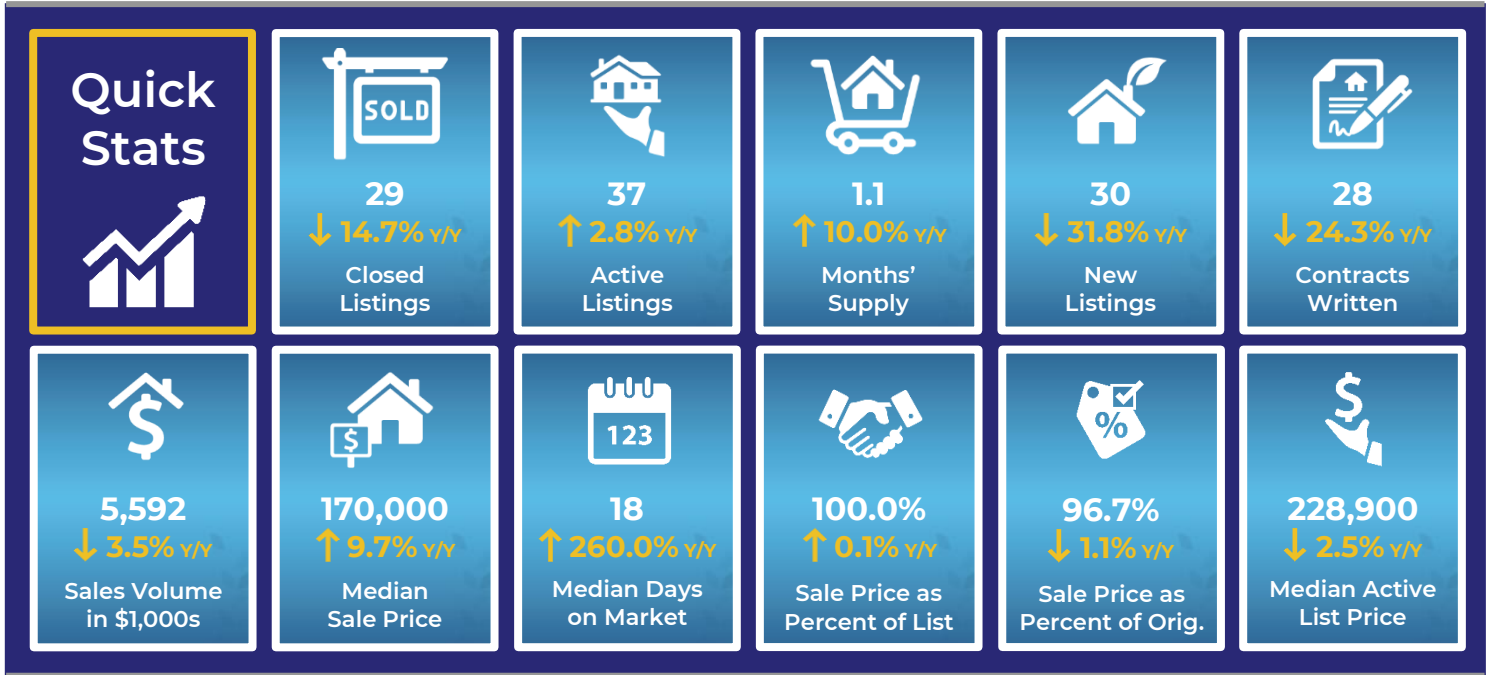 Quick
Stats
SOLD
29
↓ 14.7% Y/Y
Closed
Listings
37
↑ 2.8% Y/Y
Active
Listings
1.1
↑ 10.0% Y/Y
Months’
Supply
30
↓ 31.8% Y/Y
New
Listings
28
↓ 24.3% Y/Y
Contracts
Written
$
5,592
↓ 3.5% Y/Y
Sales Volume
in $1,000s
$
170,000
↑ 9.7% Y/Y
Median
Sale Price
123
18
↑ 260.0% Y/Y
Median Days
on Market
100.0%
↑ 0.1% Y/Y
Sale Price as
Percent of List
%
96.7%
↓ 1.1% Y/Y
Sale Price as
Percent of Orig.
$
228,900
↓ 2.5% Y/Y
Median Active
List Price